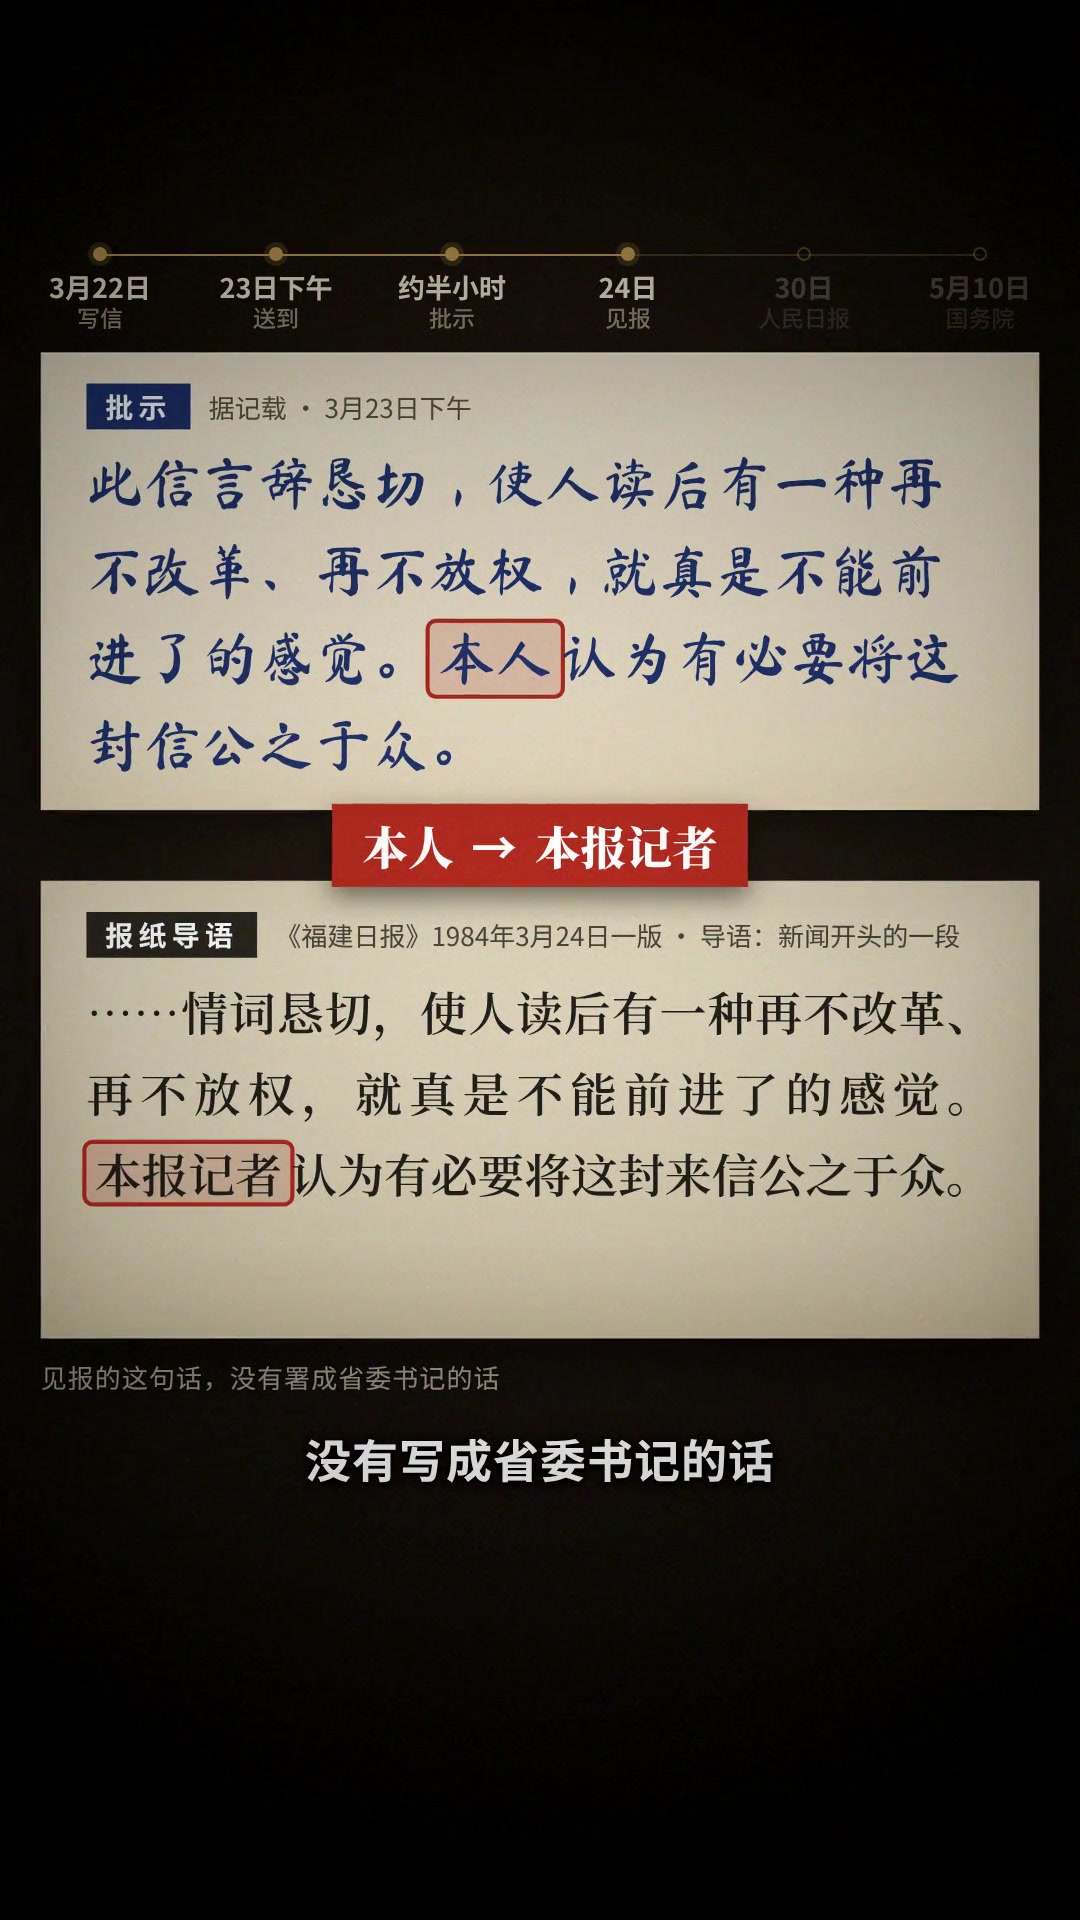 3月22日 23日下午 约半小时 24日 30日 5月10日
写信 送到 批示 见报 人民日报 国务院
批示 据记载 · 3月23日下午
此信言辞恳切，使人读后有一种再
不改革、再不放权，就真是不能前
进了的感觉。本人认为有必要将这
封信公之于众。
本人 → 本报记者
报纸导语 《福建日报》1984年3月24日一版 · 导语：新闻开头的一段
……情词恳切，使人读后有一种再不改革、
再不放权，就真是不能前进了的感觉。
本报记者认为有必要将这封来信公之于众。
见报的这句话，没有署成省委书记的话
没有写成省委书记的话